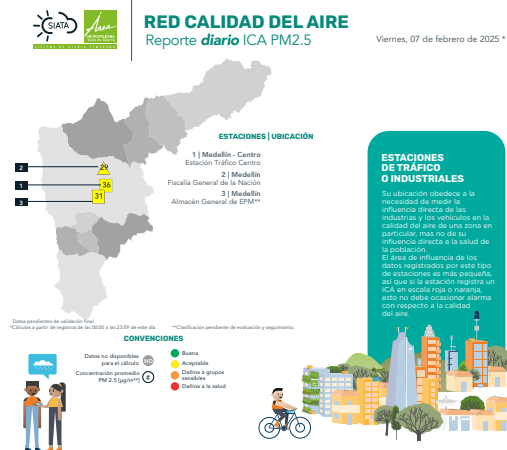 SIATA
Área
METROPOLITANA
Valle de Aburrá
SISTEMA DE ALERTA TEMPRANA
RED CALIDAD DEL AIRE
Reporte diario ICA PM2.5
Viernes, 07 de febrero de 2025 *
ESTACIONES | UBICACIÓN
1 | Medellín - Centro
Estación Tráfico Centro
2 | Medellín
Fiscalía General de la Nación
3 | Medellín
Almacén General de EPM**
2
29
1
36
3
31
ESTACIONES
DE TRÁFICO
O INDUSTRIALES
Su ubicación obedece a la
necesidad de medir la
influencia directa de las
industrias y los vehículos en la
calidad del aire de una zona en
particular, mas no de su
influencia directa a la salud de
la población.
El área de influencia de los
datos registrados por este tipo
de estaciones es más pequeña,
así que si la estación registra un
ICA en escala roja o naranja,
esto no debe ocasionar alarma
con respecto a la calidad
del aire.
Datos pendientes de validación final.
*Cálculos a partir de registros de las 00:00 a las 23:59 de este día.
**Clasificación pendiente de evaluación y seguimiento.
CONVENCIONES
Datos no disponibles
para el cálculo
ND
Concentración promedio
PM 2.5 (µg/m³)
#
Buena
Aceptable
Dañina a grupos
sensibles
Dañina a la salud